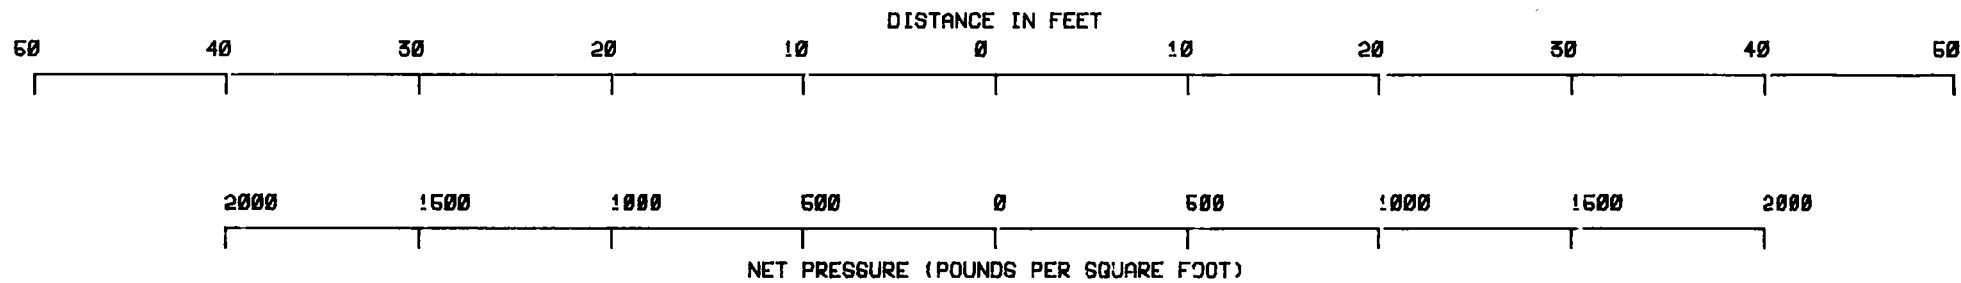 DISTANCE IN FEET
50 40 30 20 10 0 10 20 30 40 50
2000 1500 1000 500 0 500 1000 1500 2000
NET PRESSURE (POUNDS PER SQUARE FOOT)